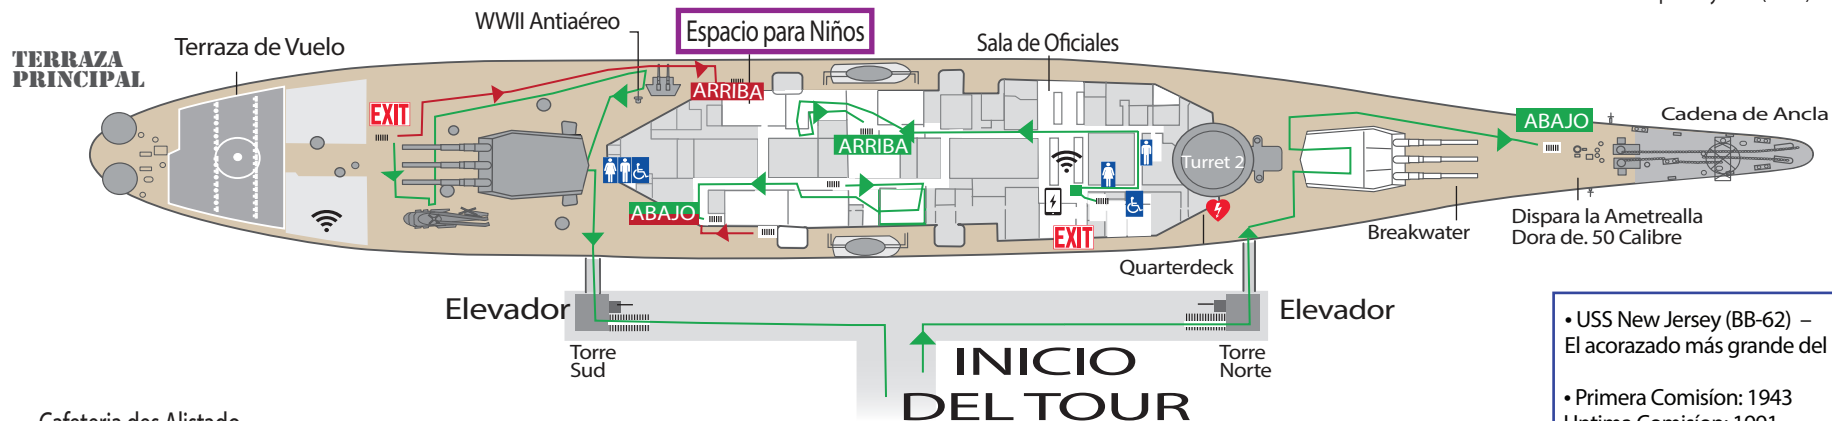 TERRAZA
PRINCIPAL
Terraza de Vuelo
WWII Antiaéreo
Espacio para Niños
Sala de Oficiales
EXIT
ARRIBA
ARRIBA
ABAJO
EXIT
Turret 2
ABAJO
Cadena de Ancla
Breakwater
Dispara la Ametrealla
Dora de. 50 Calibre
Quarterdeck
Elevador
Elevador
Torre
Sud
Torre
Norte
INICIO
DEL TOUR
• USS New Jersey (BB-62) –
El acorazado más grande del
• Primera Comisíon: 1943